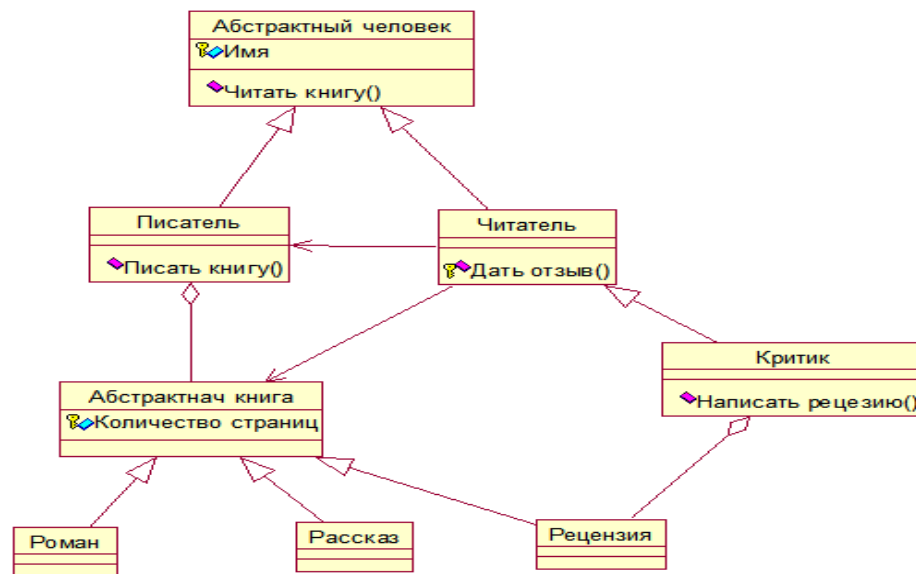 Абстрактный человек
Имя
Читать книгу()
Писатель
Писать книгу()
Читатель
Дать отзыв()
Критик
Написать рецезию()
Абстрактнач книга
Количество страниц
Роман
Рассказ
Рецензия